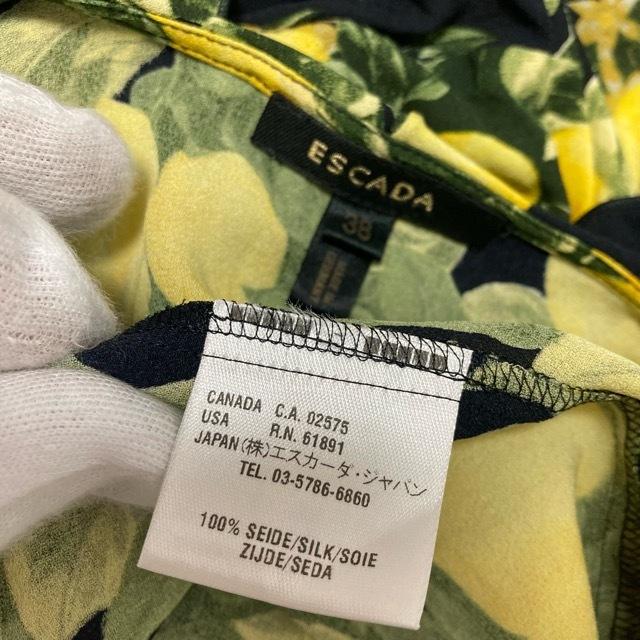 ESCADA
38
CANADA C.A. 02575
USA R.N. 61891
JAPAN (株)エスカーダ・ジャパン
TEL. 03-5786-6860
100% SEIDE/SILK/SOIE
ZIJDE/SEDA